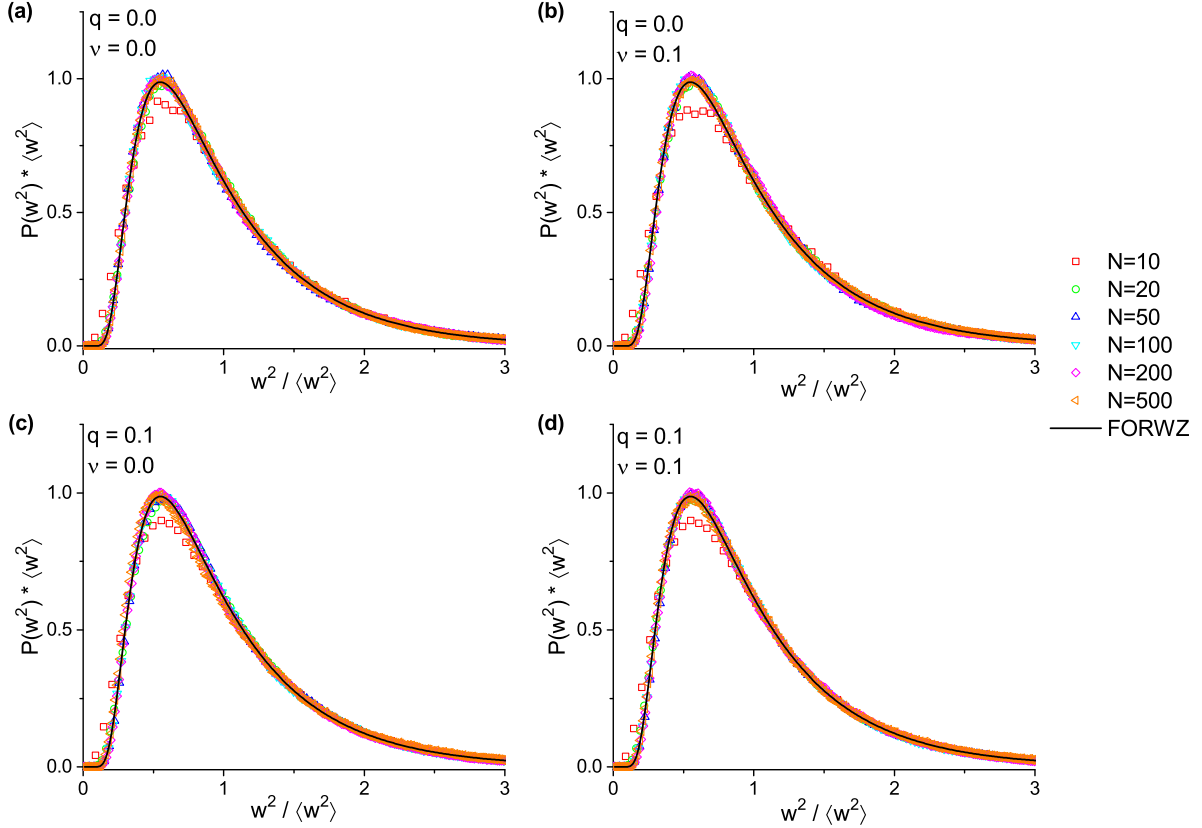 (a)
q = 0.0
ν = 0.0
1.0
0.5
0.0
P(w²) * ⟨w²⟩
0 1 2 3
w² / ⟨w²⟩
(b)
q = 0.0
ν = 0.1
1.0
0.5
0.0
P(w²) * ⟨w²⟩
0 1 2 3
w² / ⟨w²⟩
N=10
N=20
N=50
N=100
N=200
N=500
FORWZ
(c)
q = 0.1
ν = 0.0
1.0
0.5
0.0
P(w²) * ⟨w²⟩
0 1 2 3
w² / ⟨w²⟩
(d)
q = 0.1
ν = 0.1
1.0
0.5
0.0
P(w²) * ⟨w²⟩
0 1 2 3
w² / ⟨w²⟩